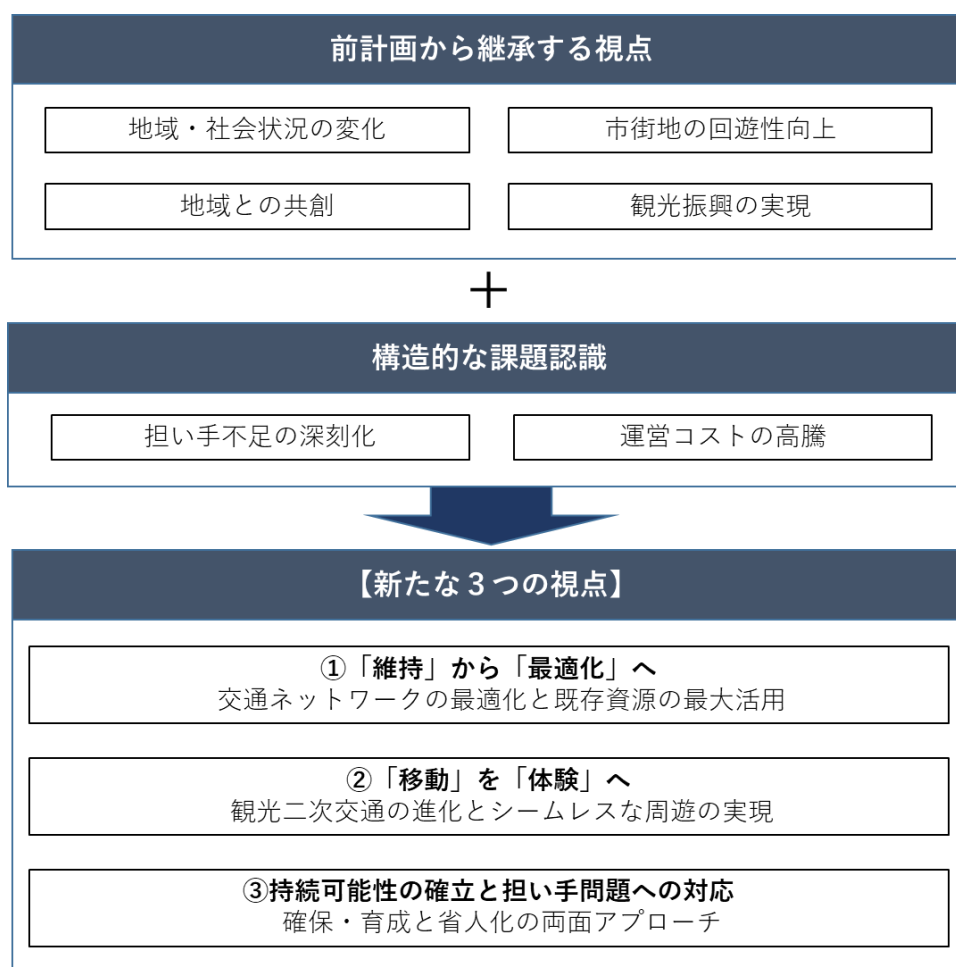 前計画から継承する視点
地域・社会状況の変化
市街地の回遊性向上
地域との共創
観光振興の実現
＋
構造的な課題認識
担い手不足の深刻化
運営コストの高騰
【新たな３つの視点】
①「維持」から「最適化」へ
交通ネットワークの最適化と既存資源の最大活用
②「移動」を「体験」へ
観光二次交通の進化とシームレスな周遊の実現
③持続可能性の確立と担い手問題への対応
確保・育成と省人化の両面アプローチ